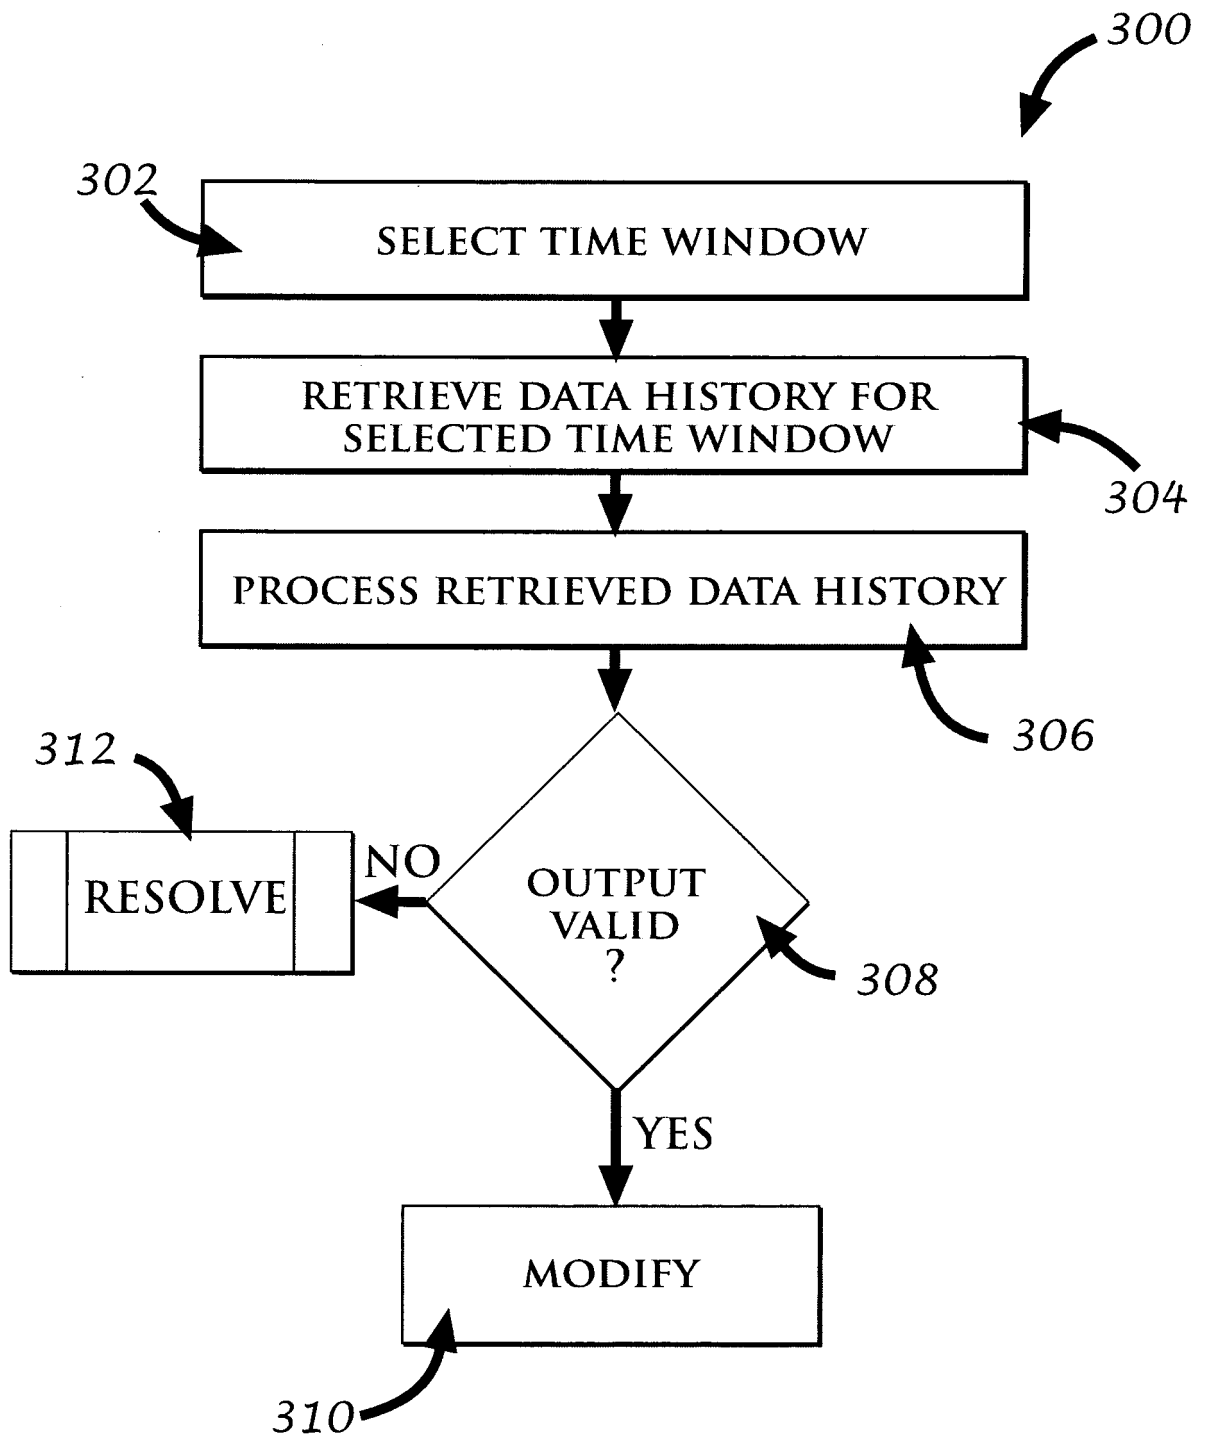 300
302
SELECT TIME WINDOW
RETRIEVE DATA HISTORY FOR
SELECTED TIME WINDOW
304
PROCESS RETRIEVED DATA HISTORY
306
312
NO
RESOLVE
OUTPUT
VALID
?
308
YES
MODIFY
310